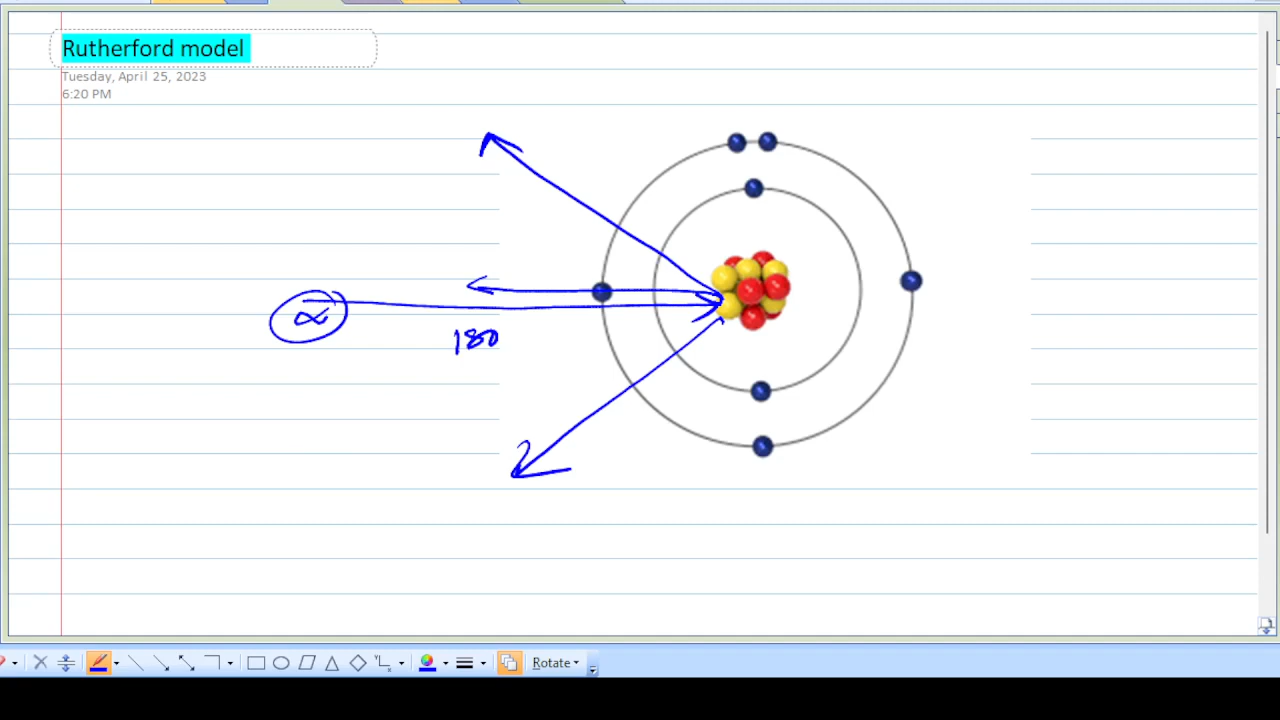 Rutherford model
Tuesday, April 25, 2023
6:20 PM
α
180
Rotate